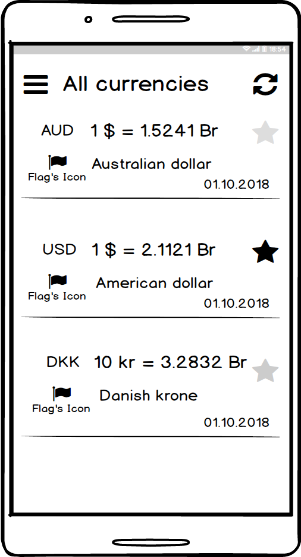 All currencies
AUD 1 $ = 1.5241 Br
Flag's Icon Australian dollar
01.10.2018
USD 1 $ = 2.1121 Br
Flag's Icon American dollar
01.10.2018
DKK 10 kr = 3.2832 Br
Flag's Icon Danish krone
01.10.2018